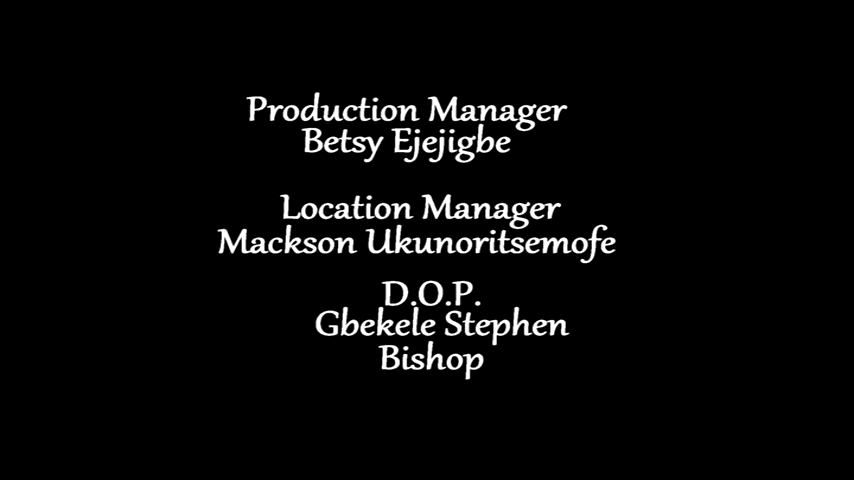 Production Manager
Betsy Ejejigbe
Location Manager
Mackson Ukunoritsemofe
D.O.P.
Gbekele Stephen
Bishop